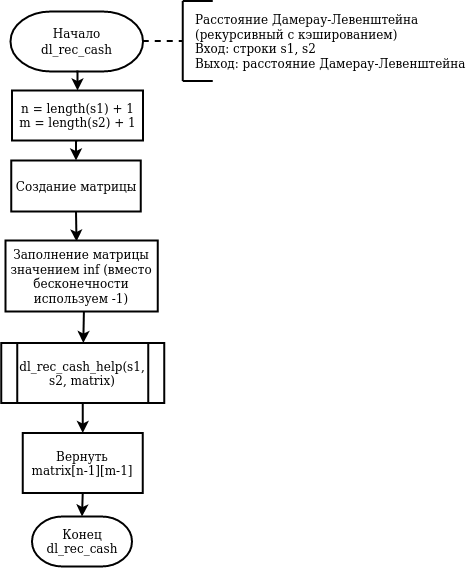 Начало
dl_rec_cash
Расстояние Дамерау-Левенштейна
(рекурсивный с кэшированием)
Вход: строки s1, s2
Выход: расстояние Дамерау-Левенштейна
n = length(s1) + 1
m = length(s2) + 1
Создание матрицы
Заполнение матрицы
значением inf (вместо
бесконечности
используем -1)
dl_rec_cash_help(s1,
s2, matrix)
Вернуть
matrix[n-1][m-1]
Конец
dl_rec_cash